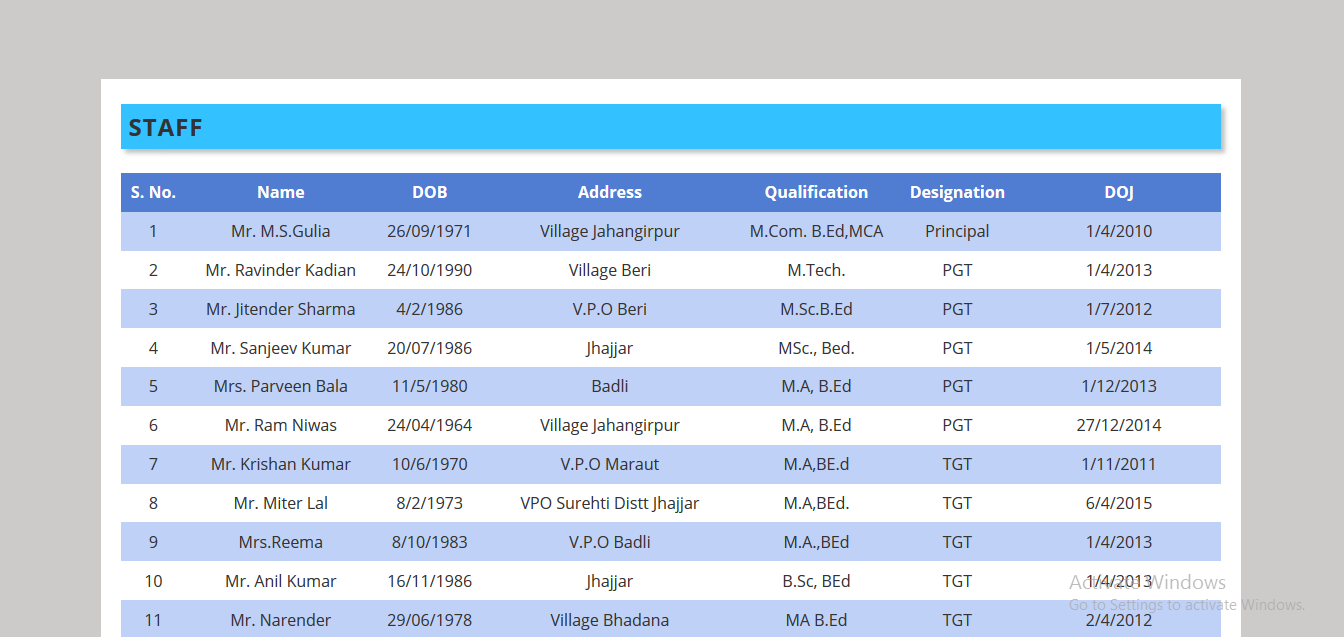 STAFF
S. No. Name DOB Address Qualification Designation DOJ
1 Mr. M.S.Gulia 26/09/1971 Village Jahangirpur M.Com. B.Ed,MCA Principal 1/4/2010
2 Mr. Ravinder Kadian 24/10/1990 Village Beri M.Tech. PGT 1/4/2013
3 Mr. Jitender Sharma 4/2/1986 V.P.O Beri M.Sc.B.Ed PGT 1/7/2012
4 Mr. Sanjeev Kumar 20/07/1986 Jhajjar MSc., Bed. PGT 1/5/2014
5 Mrs. Parveen Bala 11/5/1980 Badli M.A, B.Ed PGT 1/12/2013
6 Mr. Ram Niwas 24/04/1964 Village Jahangirpur M.A, B.Ed PGT 27/12/2014
7 Mr. Krishan Kumar 10/6/1970 V.P.O Maraut M.A,BE.d TGT 1/11/2011
8 Mr. Miter Lal 8/2/1973 VPO Surehti Distt Jhajjar M.A,BEd. TGT 6/4/2015
9 Mrs.Reema 8/10/1983 V.P.O Badli M.A.,BEd TGT 1/4/2013
10 Mr. Anil Kumar 16/11/1986 Jhajjar B.Sc, BEd TGT 1/4/2013
Activate Windows
Go to Settings to activate Windows.
11 Mr. Narender 29/06/1978 Village Bhadana MA B.Ed TGT 2/4/2012